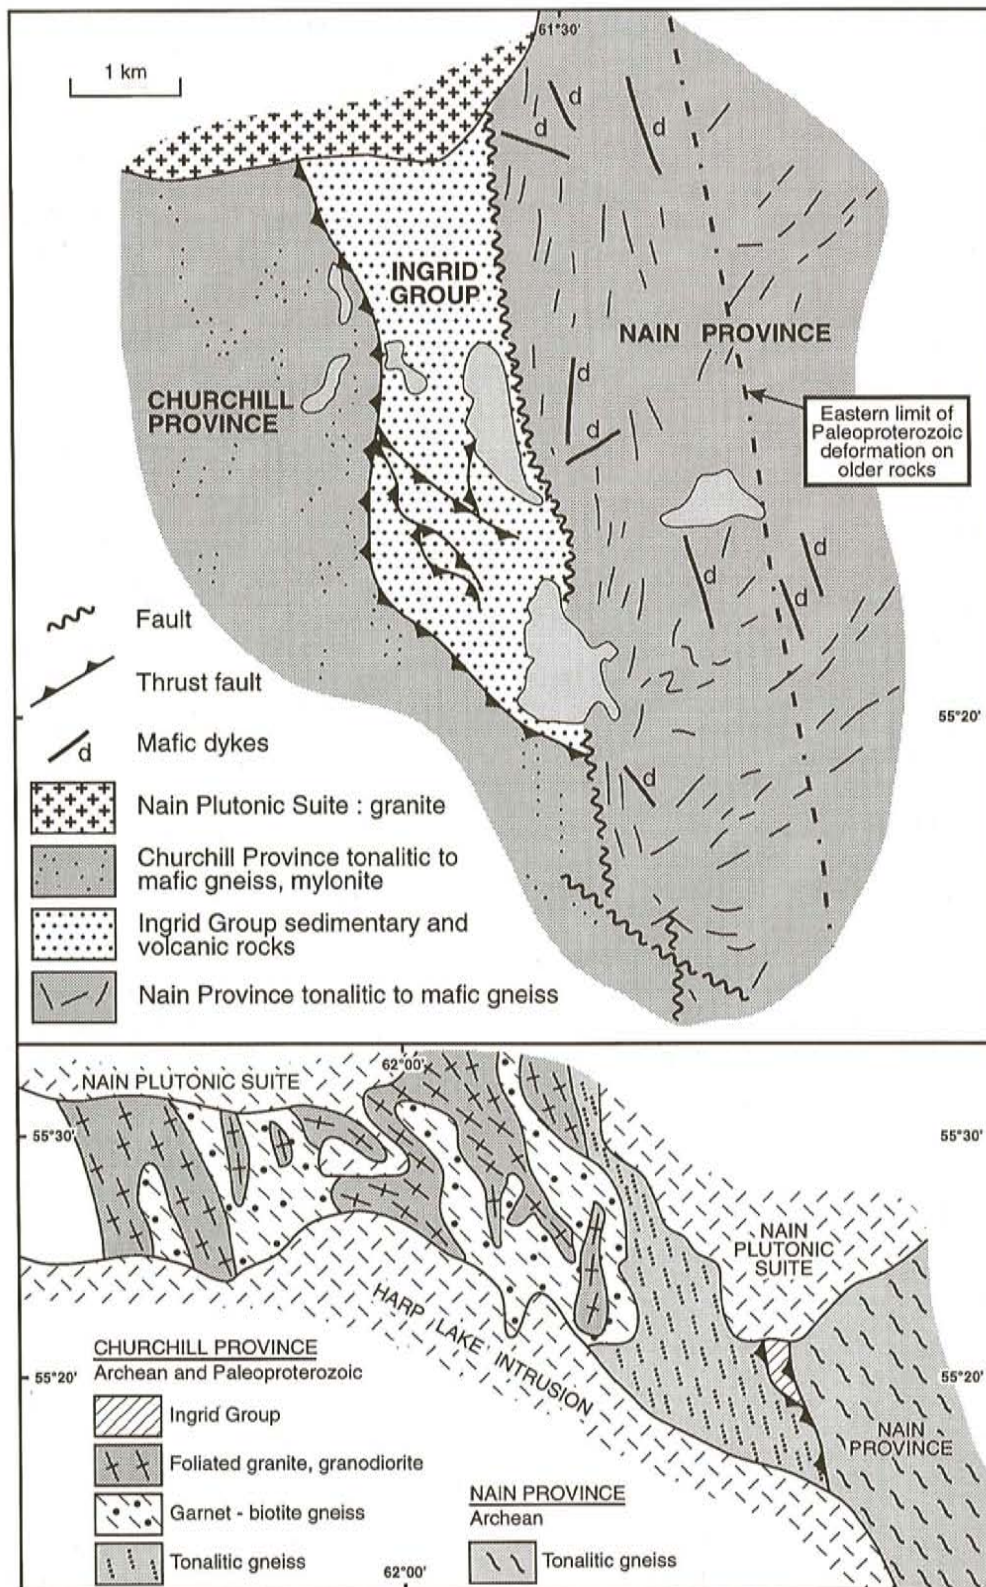 61°30'
1 km
d
d
d
INGRID
GROUP
NAIN PROVINCE
d
CHURCHILL
PROVINCE
Eastern limit of
Paleoproterozoic
deformation on
older rocks
d
d
d
d
Fault
Thrust fault
55°20'
d
Mafic dykes
d
Nain Plutonic Suite : granite
Churchill Province tonalitic to
mafic gneiss, mylonite
Ingrid Group sedimentary and
volcanic rocks
Nain Province tonalitic to mafic gneiss
62°00'
NAIN PLUTONIC SUITE
55°30'
55°30'
NAIN
PLUTONIC
SUITE
HARP LAKE INTRUSION
CHURCHILL PROVINCE
Archean and Paleoproterozoic
55°20'
55°20'
Ingrid Group
NAIN
PROVINCE
Foliated granite, granodiorite
Garnet - biotite gneiss
NAIN PROVINCE
Archean
Tonalitic gneiss
Tonalitic gneiss
62°00'